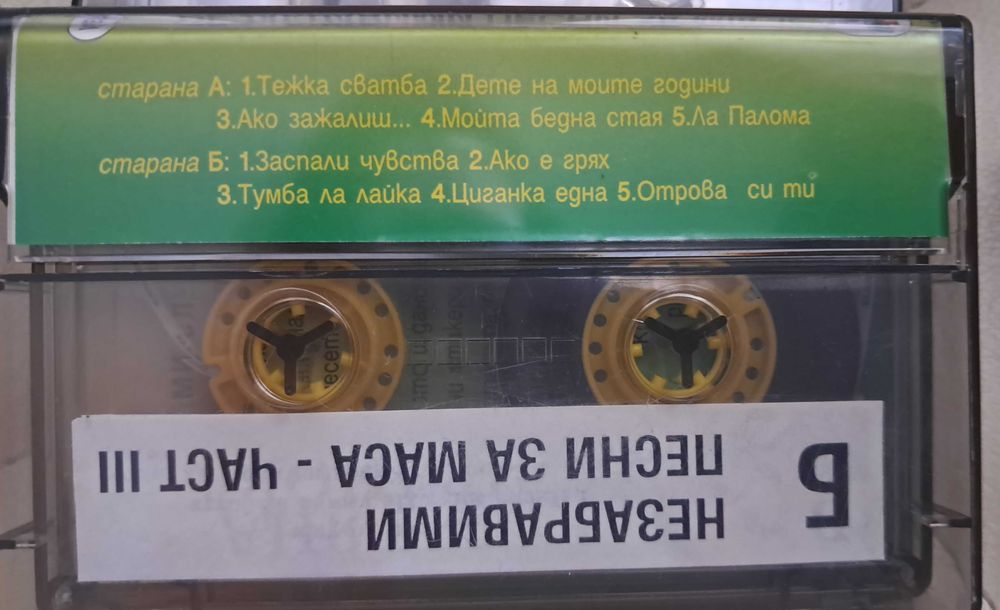 старана А: 1.Тежка сватба 2.Дете на моите години
3.Ако зажалиш... 4.Мойта бедна стая 5.Ла Палома
старана Б: 1.Заспали чувства 2.Ако е грях
3.Тумба ла лайка 4.Циганка една 5.Отрова си ти
Б
НЕЗАБРАВИМИ
ПЕСНИ ЗА МАСА - ЧАСТ III